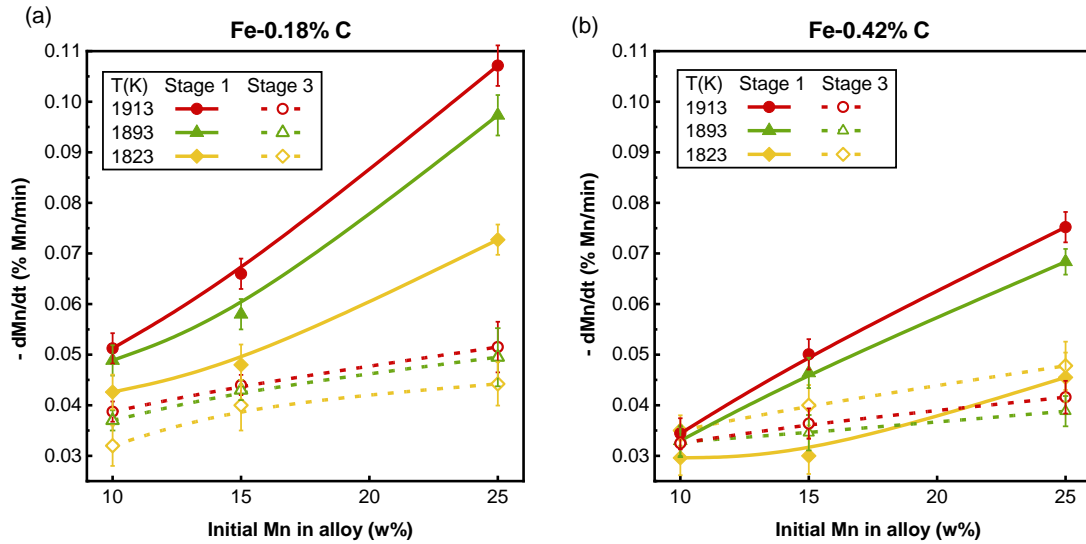 (a)
Fe-0.18% C
T(K) Stage 1 Stage 3
1913
1893
1823
0.11
0.10
0.09
0.08
0.07
0.06
0.05
0.04
0.03
- dMn/dt (% Mn/min)
10 15 20 25
Initial Mn in alloy (w%)
(b)
Fe-0.42% C
T(K) Stage 1 Stage 3
1913
1893
1823
0.11
0.10
0.09
0.08
0.07
0.06
0.05
0.04
0.03
- dMn/dt (% Mn/min)
10 15 20 25
Initial Mn in alloy (w%)